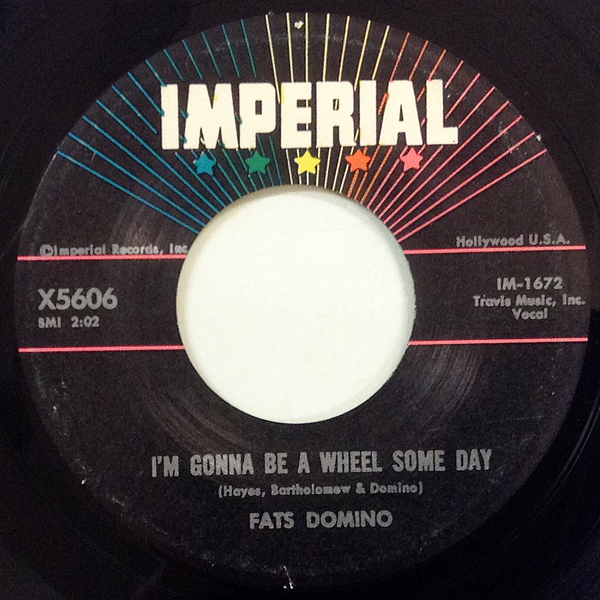 IMPERIAL
©Imperial Records, Inc.
Hollywood U.S.A.
X5606
BMI 2:02
IM-1672
Travis Music, Inc.
Vocal
I'M GONNA BE A WHEEL SOME DAY
(Hayes, Bartholomew & Domino)
FATS DOMINO